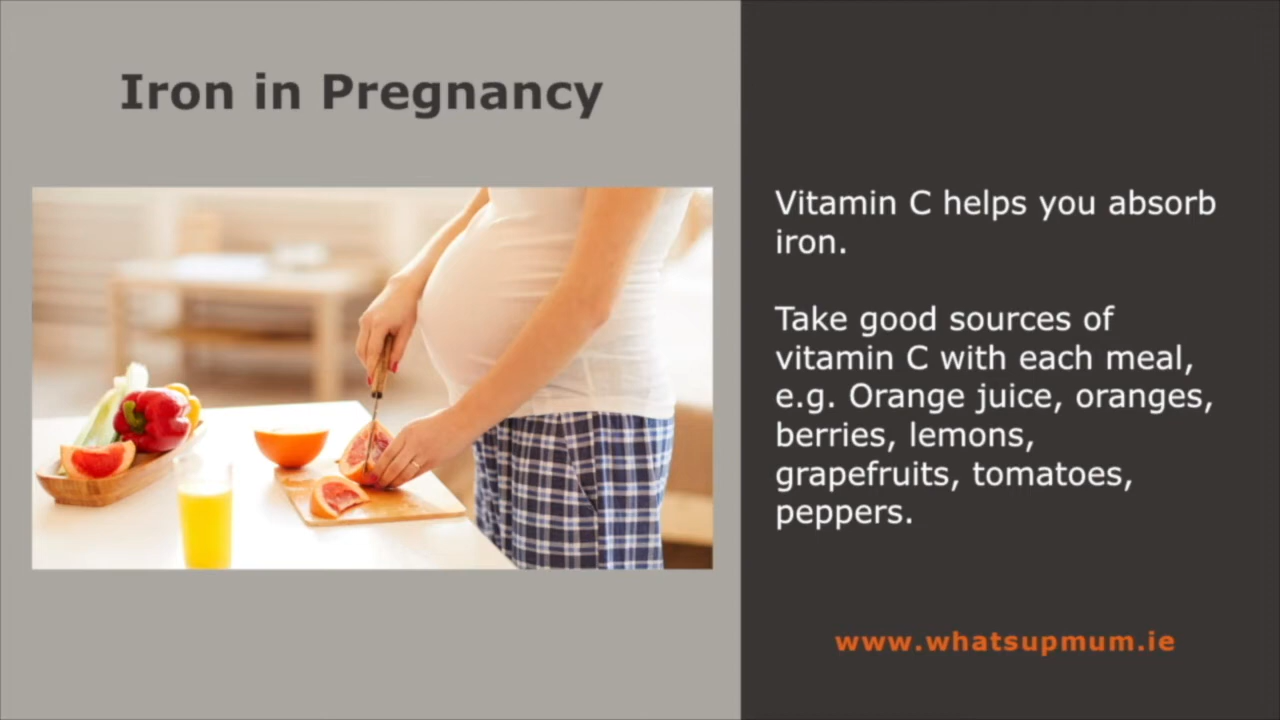 Iron in Pregnancy
Vitamin C helps you absorb
iron.
Take good sources of
vitamin C with each meal,
e.g. Orange juice, oranges,
berries, lemons,
grapefruits, tomatoes,
peppers.
www.whatsupmum.ie